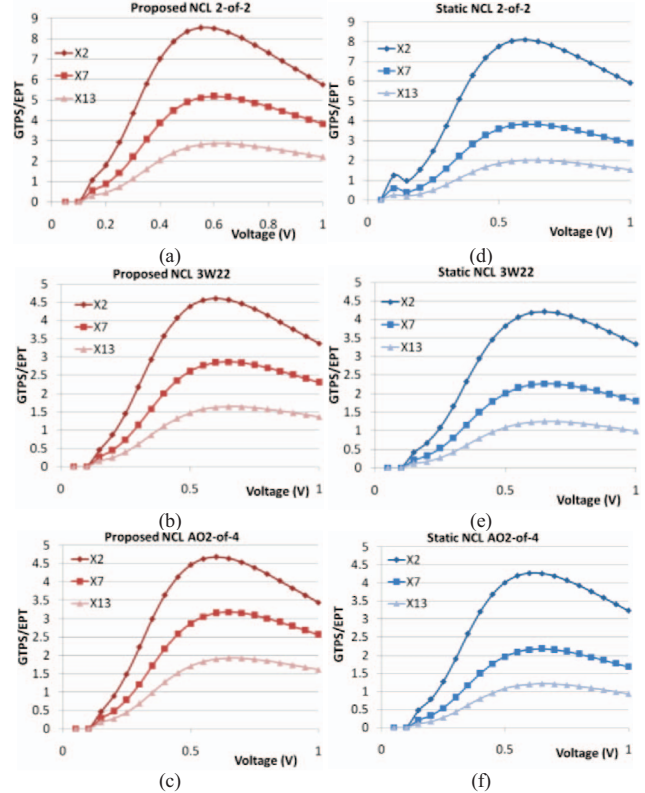 Proposed NCL 2-of-2
GTPS/EPT
9
8
7
6
5
4
3
2
1
0
X2
X7
X13
0
0.2
0.4
0.6
0.8
1
Voltage (V)
(a)
Static NCL 2-of-2
GTPS/EPT
9
8
7
6
5
4
3
2
1
0
X2
X7
X13
0
0.5
1
Voltage (V)
(d)
Proposed NCL 3W22
GTPS/EPT
5
4.5
4
3.5
3
2.5
2
1.5
1
0.5
0
X2
X7
X13
0
0.5
1
Voltage (V)
(b)
Static NCL 3W22
GTPS/EPT
5
4.5
4
3.5
3
2.5
2
1.5
1
0.5
0
X2
X7
X13
0
0.5
1
Voltage (V)
(e)
Proposed NCL AO2-of-4
GTPS/EPT
5
4.5
4
3.5
3
2.5
2
1.5
1
0.5
0
X2
X7
X13
0
0.5
1
Voltage (V)
(c)
Static NCL AO2-of-4
GTPS/EPT
5
4.5
4
3.5
3
2.5
2
1.5
1
0.5
0
X2
X7
X13
0
0.5
1
Voltage (V)
(f)